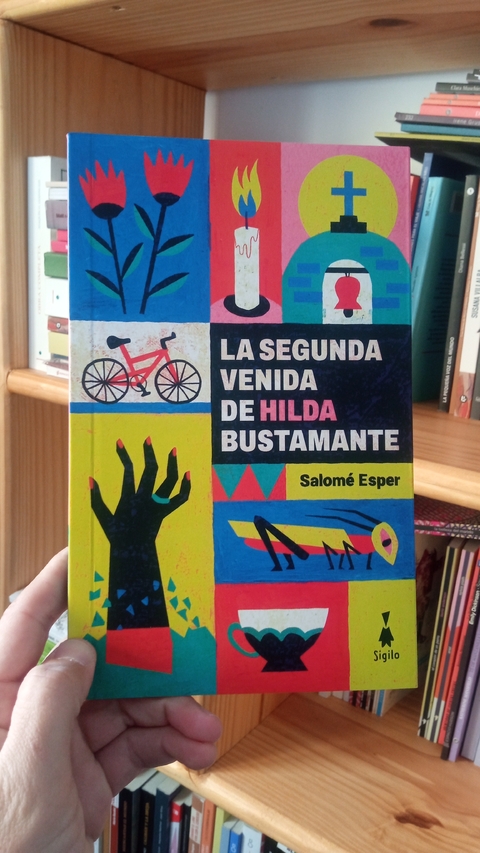 LA SEGUNDA
VENIDA
DE HILDA
BUSTAMANTE
Salomé Esper
Sigilo